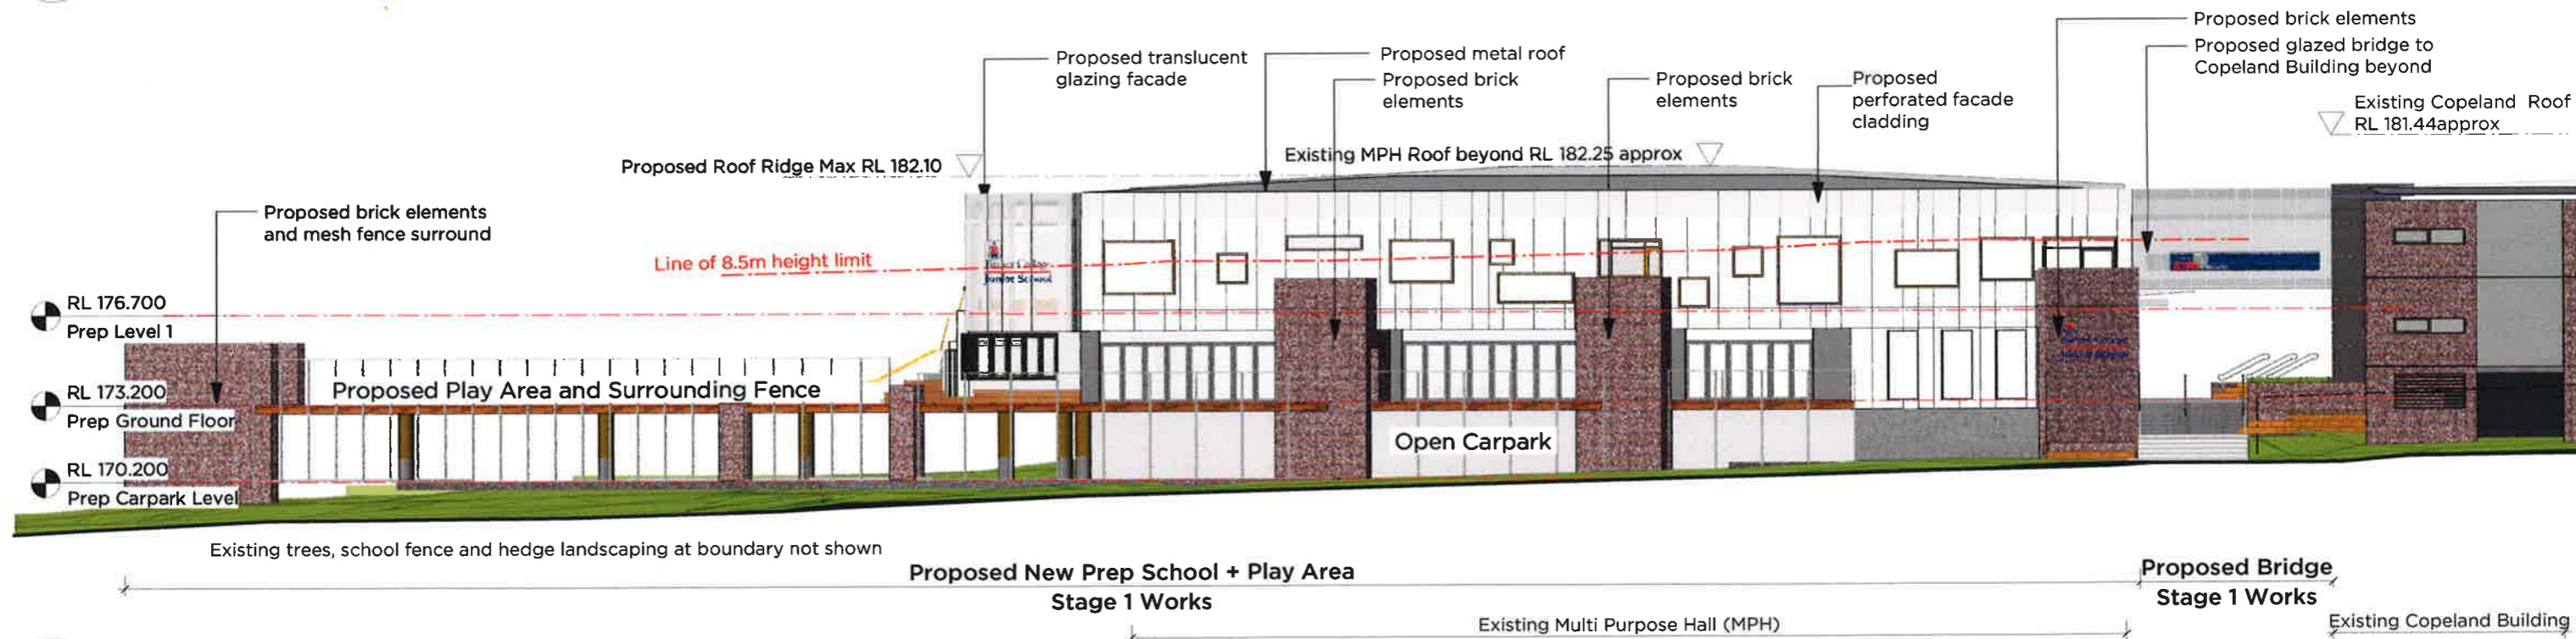 Proposed brick elements
Proposed glazed bridge to
Copeland Building beyond
Proposed translucent
glazing facade
Proposed metal roof
Proposed brick
elements
Proposed brick
elements
Proposed
perforated facade
cladding
Existing Copeland Roof
RL 181.44approx
Proposed Roof Ridge Max RL 182.10
Existing MPH Roof beyond RL 182.25 approx
Proposed brick elements
and mesh fence surround
Line of 8.5m height limit
Junior School
RL 176.700
Prep Level 1
RL 173.200
Prep Ground Floor
Proposed Play Area and Surrounding Fence
Open Carpark
RL 170.200
Prep Carpark Level
Existing trees, school fence and hedge landscaping at boundary not shown
Proposed New Prep School + Play Area
Stage 1 Works
Proposed Bridge
Stage 1 Works
Existing Multi Purpose Hall (MPH)
Existing Copeland Building